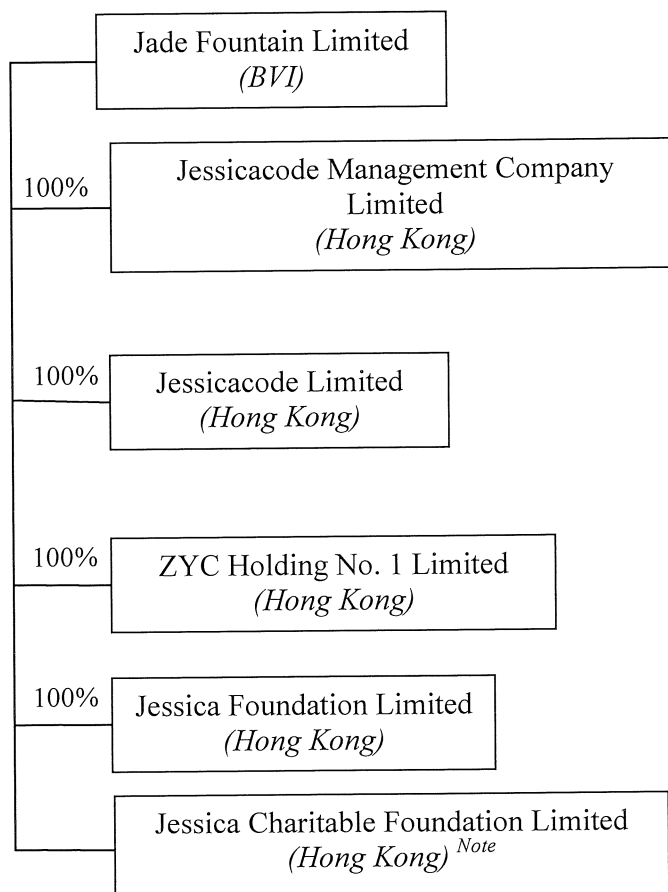 Jade Fountain Limited
(BVI)
100%
Jessicacode Management Company
Limited
(Hong Kong)
100%
Jessicacode Limited
(Hong Kong)
100%
ZYC Holding No. 1 Limited
(Hong Kong)
100%
Jessica Foundation Limited
(Hong Kong)
Jessica Charitable Foundation Limited
(Hong Kong) Note